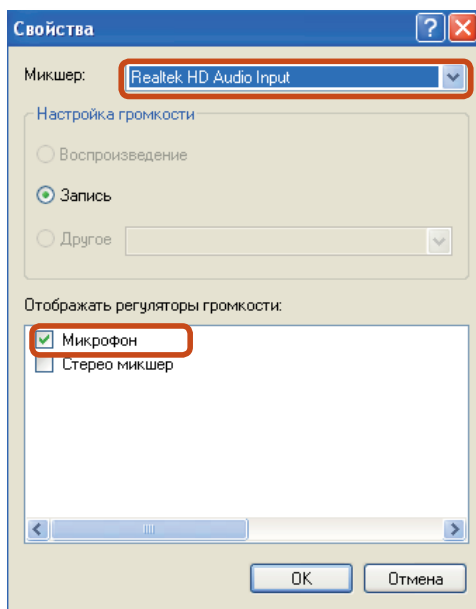 Свойства
Микшер: Realtek HD Audio Input
Настройка громкости
Воспроизведение
Запись
Другое
Отображать регуляторы громкости:
Микрофон
Стерео микшер
OK Отмена